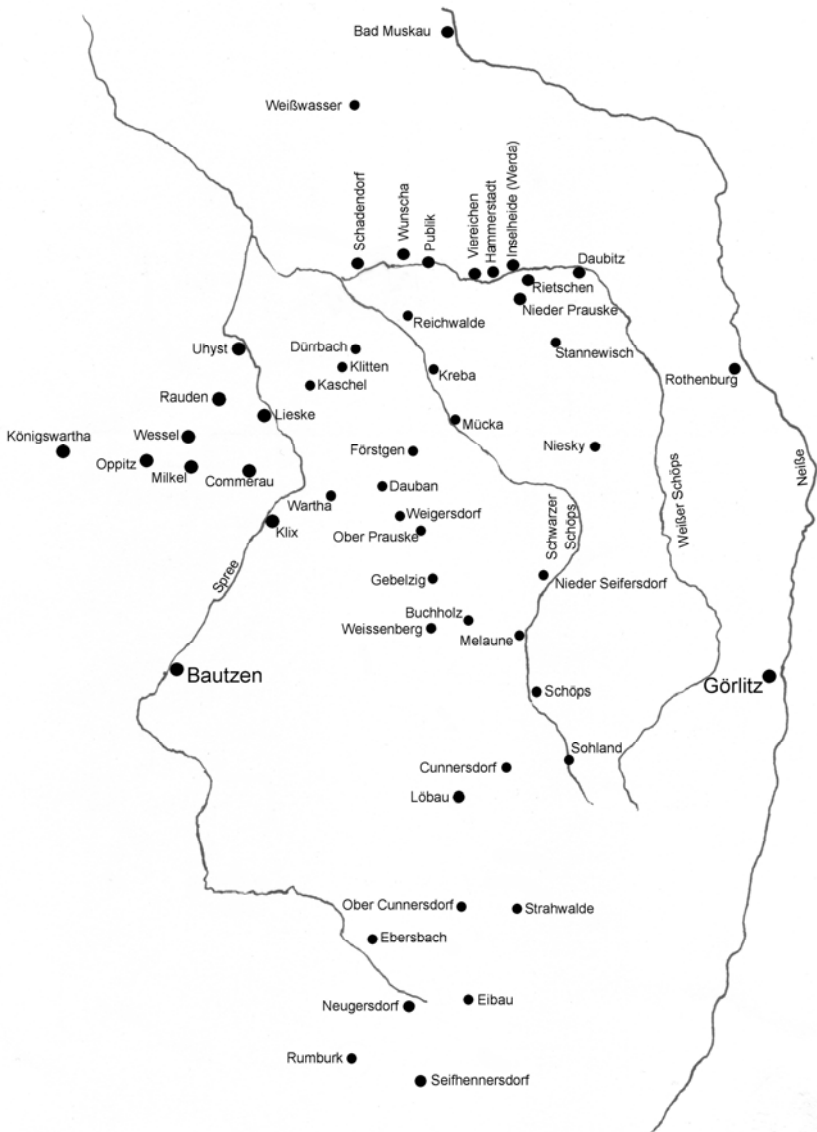 Bad Muskau
Weißwasser
Schadendorf
Wunscha
Publik
Viereichen
Hammerstadt
Inselheide (Werda)
Daubitz
Rietschen
Nieder Prauske
Reichwalde
Stannewisch
Uhyst
Dürrbach
Klitten
Kaschel
Kreba
Rothenburg
Rauden
Lieske
Mücka
Königswartha
Wessel
Oppitz
Milkel
Commerau
Förstgen
Niesky
Dauban
Wartha
Weigersdorf
Ober Prauske
Klix
Schwarzer
Schöps
Weißer Schöps
Neiße
Spree
Gebelzig
Nieder Seifersdorf
Buchholz
Weissenberg
Melaune
Bautzen
Görlitz
Schöps
Sohland
Cunnersdorf
Löbau
Ober Cunnersdorf
Strahwalde
Ebersbach
Neugersdorf
Eibau
Rumburk
Seifhennersdorf